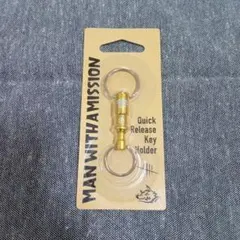 MAN WITH A MISSION
Quick
Release
Key
Holder